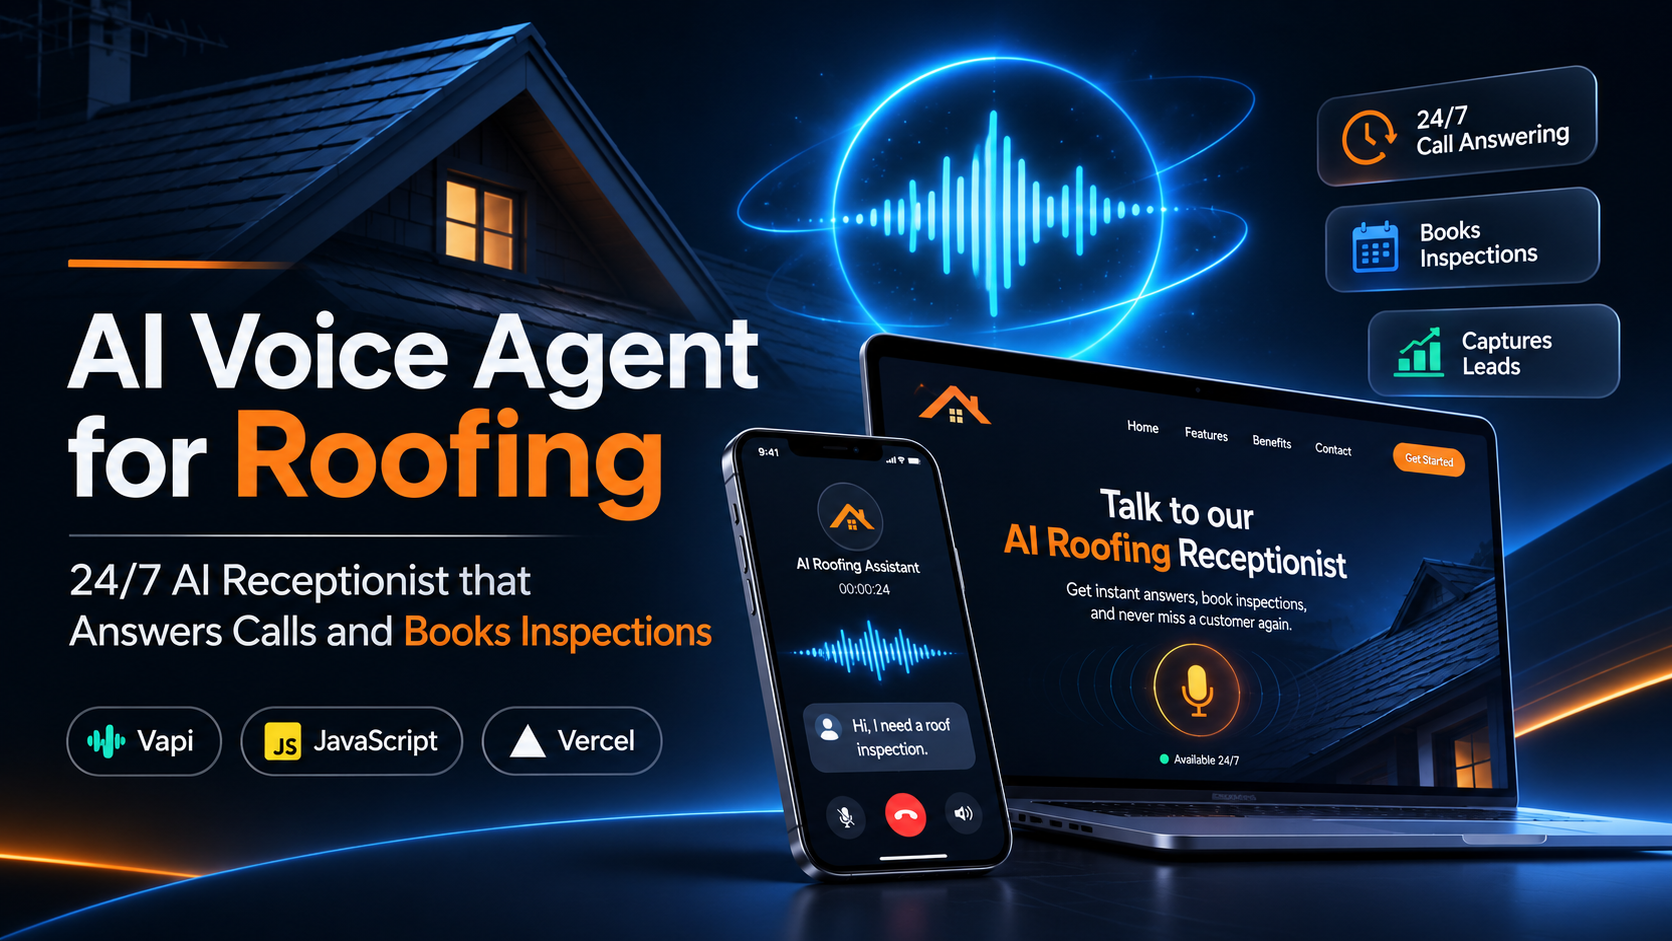 AI Voice Agent
for Roofing
24/7 AI Receptionist that
Answers Calls and Books Inspections
Vapi
JS JavaScript
Vercel
24/7
Call Answering
Books
Inspections
Captures
Leads
9:41
AI Roofing Assistant
00:00:24
Hi, I need a roof
inspection.
Home Features Benefits Contact Get Started
Talk to our
AI Roofing Receptionist
Get instant answers, book inspections,
and never miss a customer again.
Available 24/7